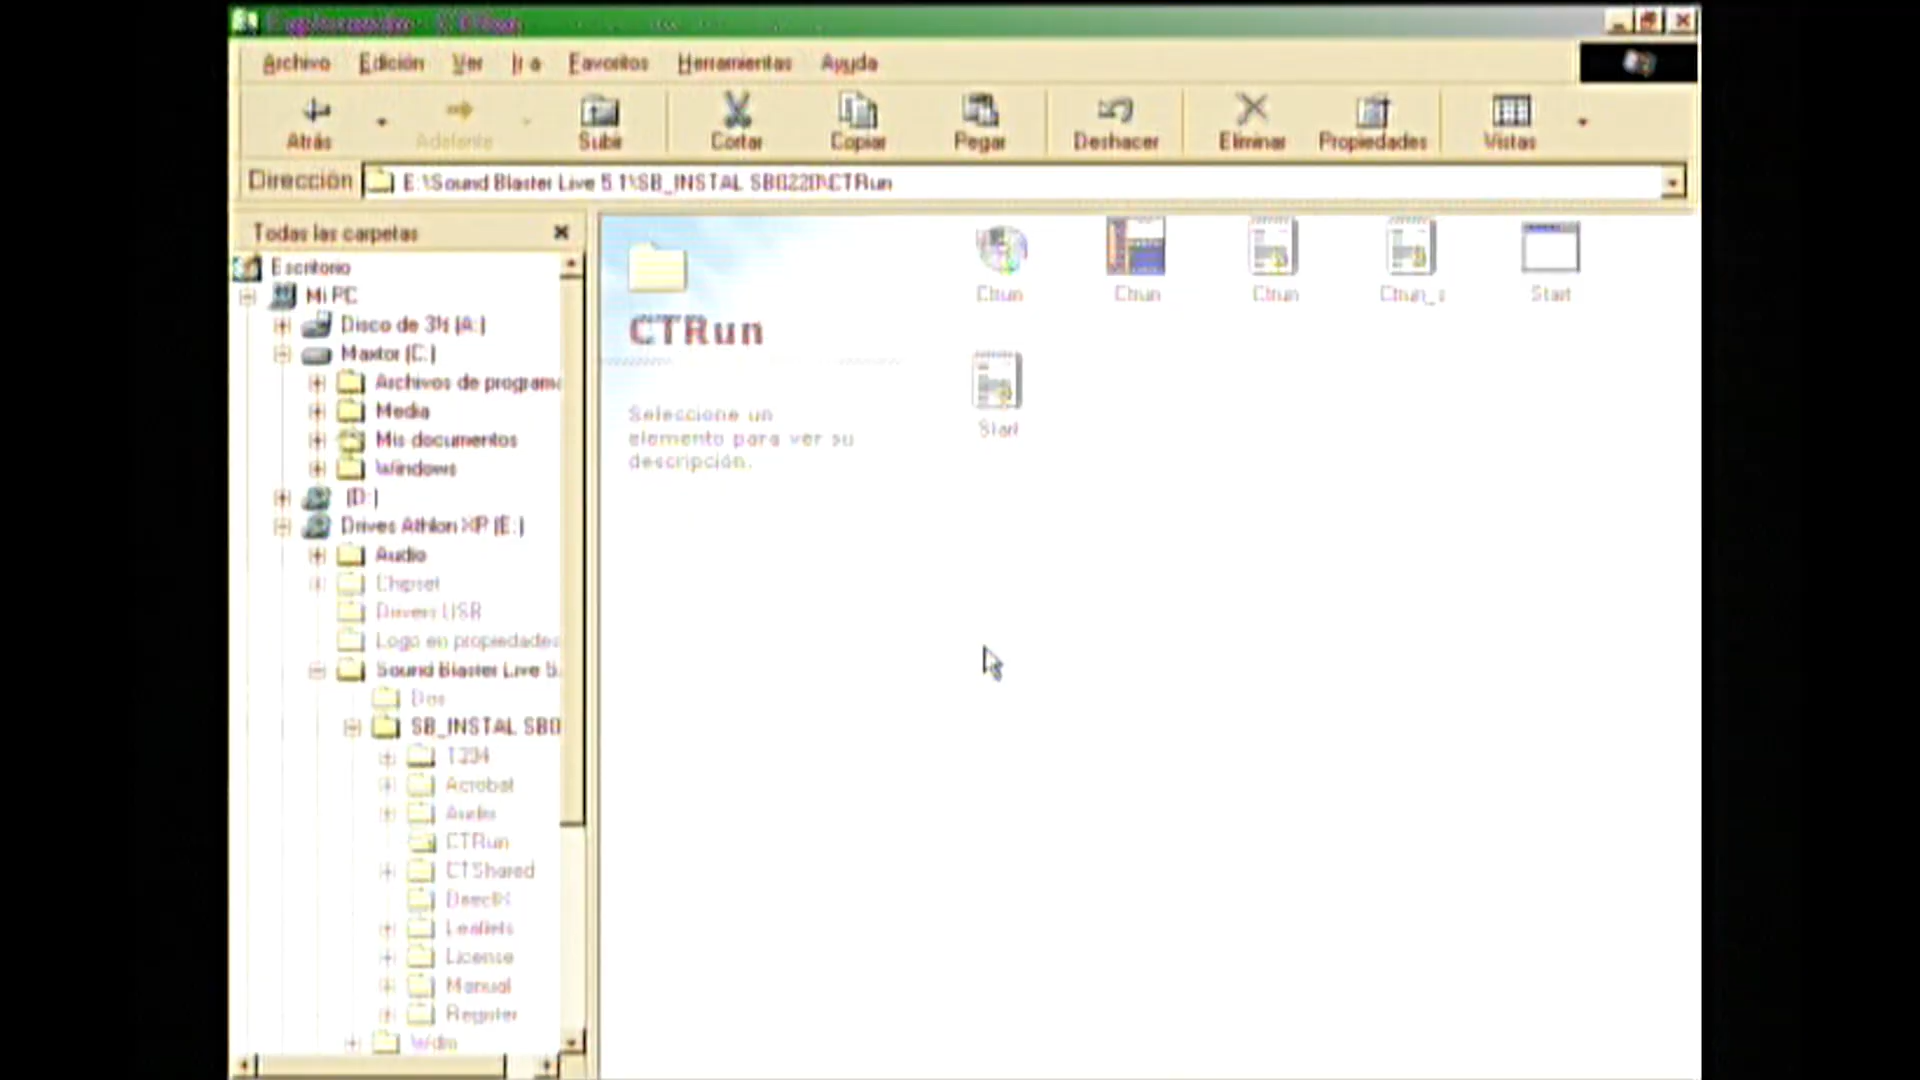 Archivo Edición Ver Ir a Favoritos Herramientas Ayuda
Atrás Adelante Subir Cortar Copiar Pegar Deshacer Eliminar Propiedades Vistas
Dirección E:\Sound Blaster Live 5.1\SB_INSTAL SB0220\CTRun
Todas las carpetas
Escritorio
Mi PC
Disco de 3½ (A:)
Maxtor (C:)
Archivos de programa
Media
Mis documentos
Windows
(D:)
Drives Athlon XP (E:)
Audio
Chipset
Drivers USB
Logo en propiedades
Sound Blaster Live 5.
Dos
SB_INSTAL SB0
1394
Acrobat
Audio
CTRun
CTShared
DirectX
Leaflets
License
Manual
Register
Wdm
CTRun
Seleccione un
elemento para ver su
descripción.
Ctrun Ctrun Ctrun Ctrun_s Start
Start